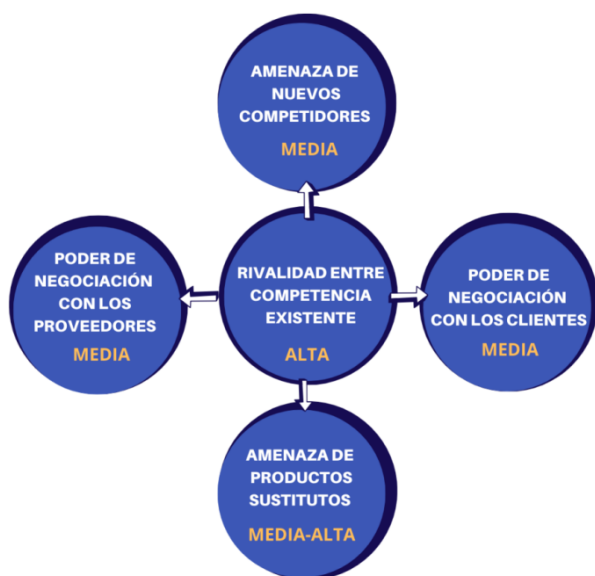 AMENAZA DE
NUEVOS
COMPETIDORES
MEDIA
PODER DE
NEGOCIACIÓN
CON LOS
PROVEEDORES
MEDIA
RIVALIDAD ENTRE
COMPETENCIA
EXISTENTE
ALTA
PODER DE
NEGOCIACIÓN
CON LOS CLIENTES
MEDIA
AMENAZA DE
PRODUCTOS
SUSTITUTOS
MEDIA-ALTA